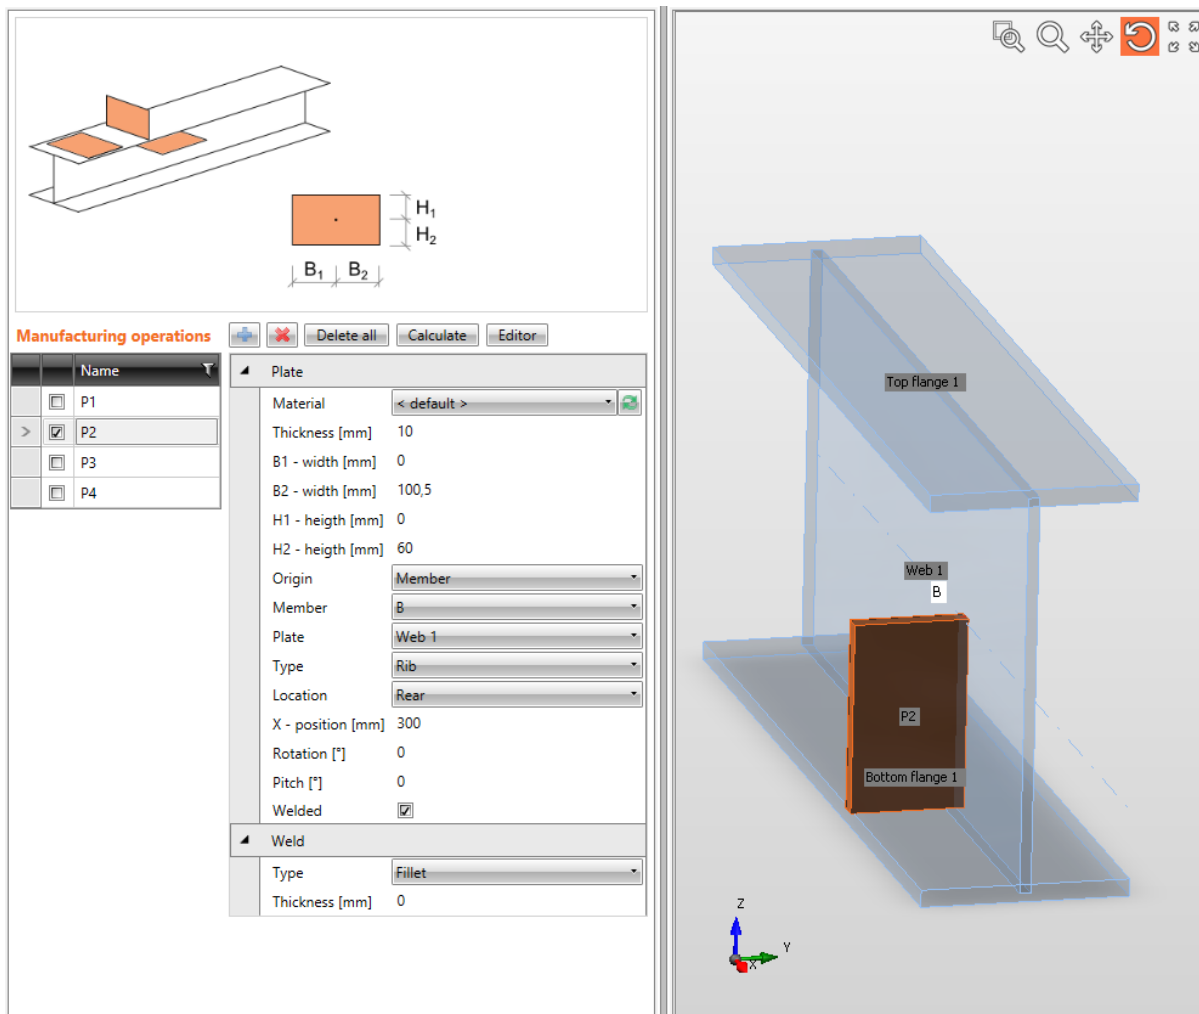 H1
H2
B1 B2
Manufacturing operations Delete all Calculate Editor
Name
P1
P2
P3
P4
Plate
Material < default >
Thickness [mm] 10
B1 - width [mm] 0
B2 - width [mm] 100,5
H1 - heigth [mm] 0
H2 - heigth [mm] 60
Origin Member
Member B
Plate Web 1
Type Rib
Location Rear
X - position [mm] 300
Rotation [°] 0
Pitch [°] 0
Welded
Weld
Type Fillet
Thickness [mm] 0
Top flange 1
Web 1
B
P2
Bottom flange 1
Z
Y
X